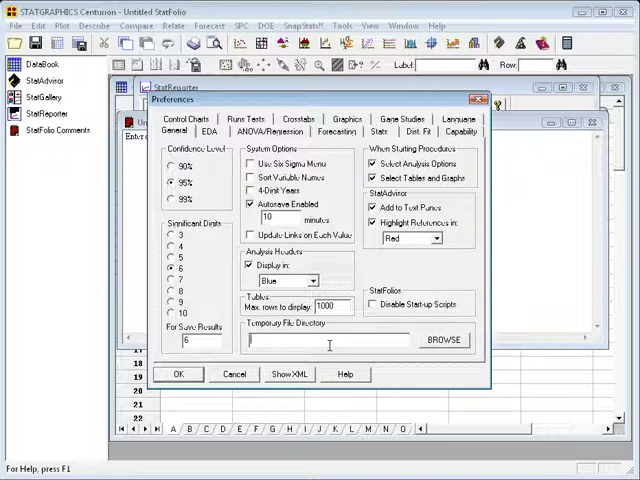 STATGRAPHICS Centurion - Untitled StatFolio
File Edit Plot Describe Compare Relate Forecast SPC DOE SnapStats!! Tools View Window Help
Label: Row:
DataBook
StatAdvisor
StatGallery
StatReporter
StatFolio Comments
StatReporter
Preferences
Control Charts Runs Tests Crosstabs Graphics Gage Studies Language
General EDA ANOVA/Regression Forecasting Stats Dist. Fit Capability
Confidence Level
90%
95%
99%
Significant Digits
3
4
5
6
7
8
9
10
For Save Results
6
System Options
Use Six Sigma Menu
Sort Variable Names
4-Digit Years
Autosave Enabled
10 minutes
Update Links on Each Value
Analysis Headers
Display in:
Blue
Tables
Max. rows to display: 1000
When Starting Procedures
Select Analysis Options
Select Tables and Graphs
StatAdvisor
Add to Text Panes
Highlight References in:
Red
StatFolios
Disable Start-up Scripts
Temporary File Directory
BROWSE
OK Cancel Show XML Help
18
19
20
21
22
A B C D E F G H I J K L M N O
For Help, press F1